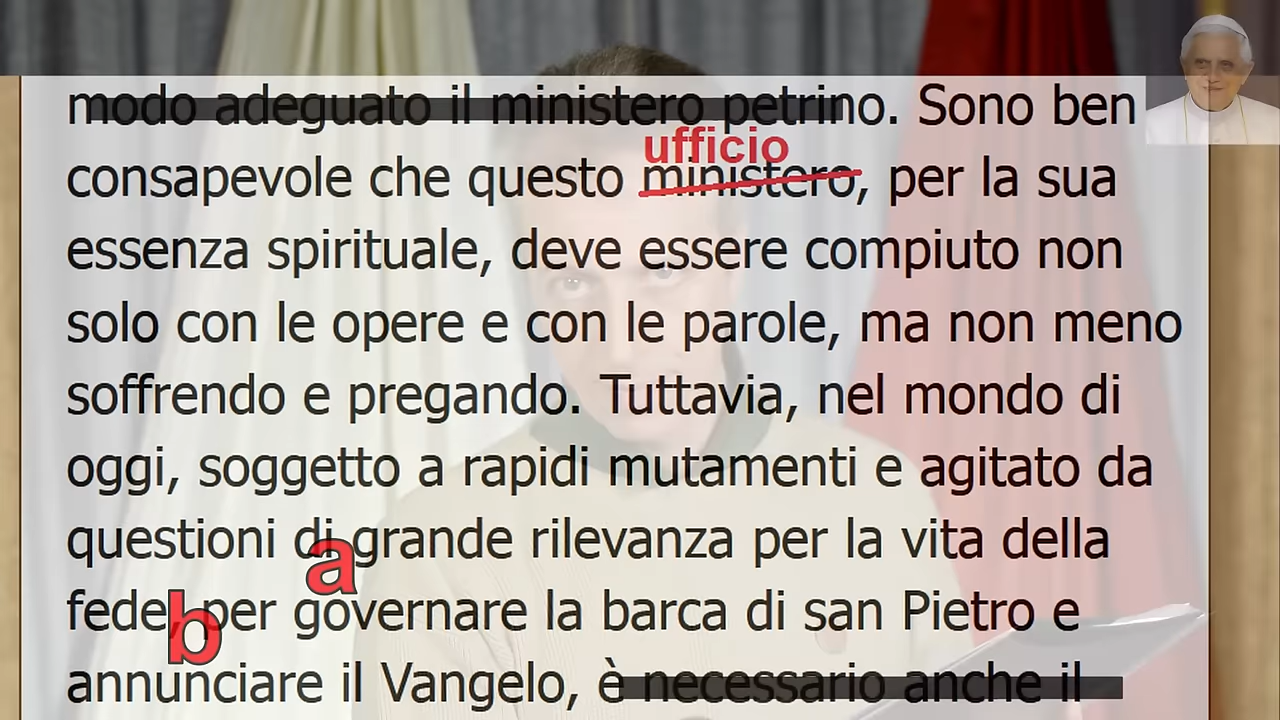 modo adeguato il ministero petrino. Sono ben
ufficio
consapevole che questo ministero, per la sua
essenza spirituale, deve essere compiuto non
solo con le opere e con le parole, ma non meno
soffrendo e pregando. Tuttavia, nel mondo di
oggi, soggetto a rapidi mutamenti e agitato da
questioni di grande rilevanza per la vita della
a
fede, per governare la barca di san Pietro e
b
annunciare il Vangelo, è necessario anche il